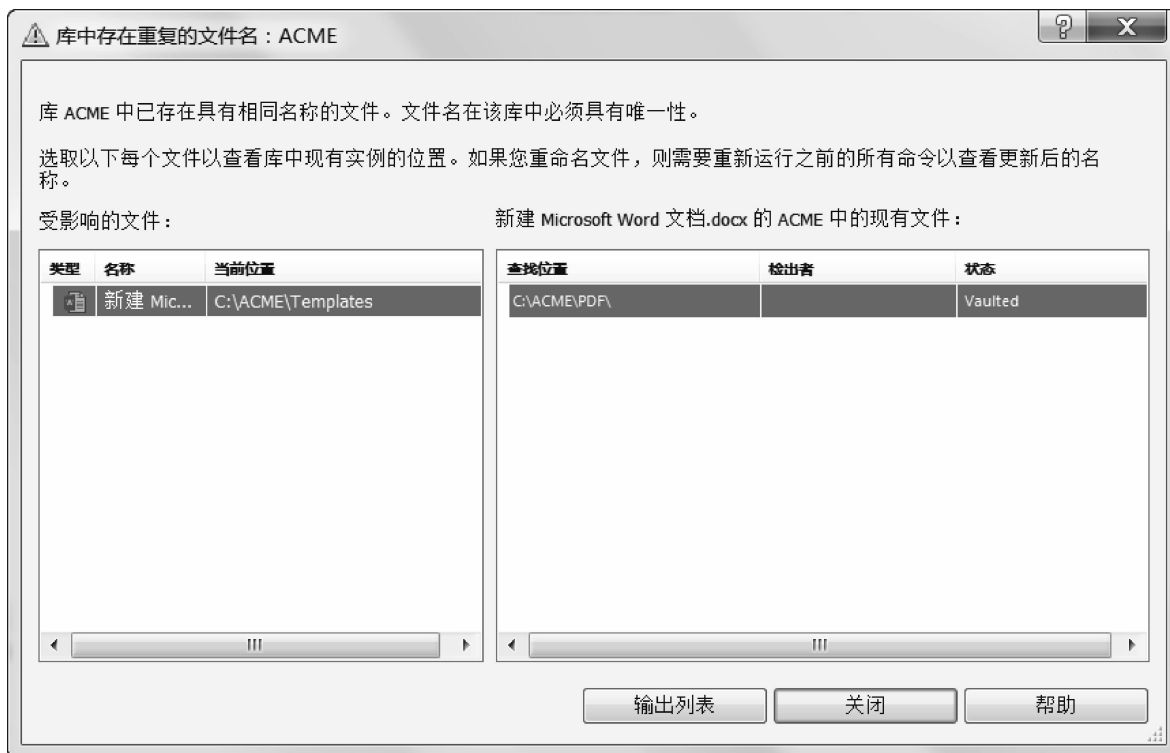 库中存在重复的文件名：ACME
库 ACME 中已存在具有相同名称的文件。文件名在该库中必须具有唯一性。
选取以下每个文件以查看库中现有实例的位置。如果您重命名文件，则需要重新运行之前的所有命令以查看更新后的名
称。
受影响的文件：
新建 Microsoft Word 文档.docx 的 ACME 中的现有文件：
类型 名称 当前位置
查找位置 检出者 状态
新建 Mic... C:\ACME\Templates
C:\ACME\PDF\ Vaulted
输出列表 关闭 帮助